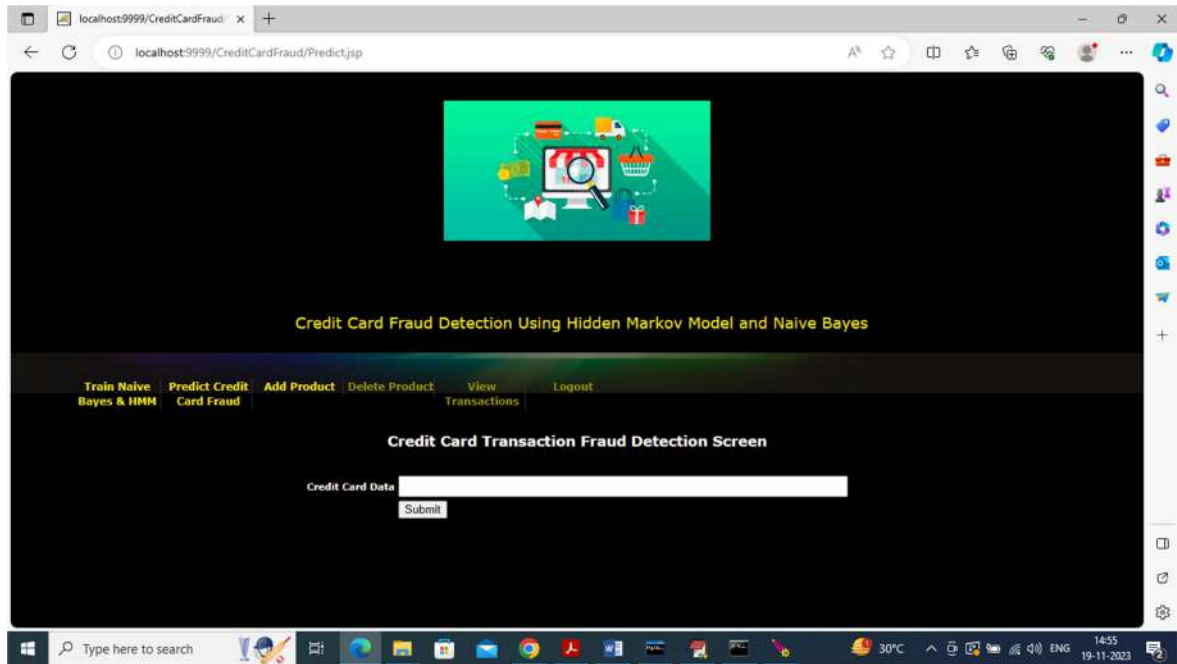 localhost:9999/CreditCardFraud/
localhost:9999/CreditCardFraud/Predict.jsp
Credit Card Fraud Detection Using Hidden Markov Model and Naive Bayes
Train Naive Bayes & HMM
Predict Credit Card Fraud
Add Product
Delete Product
View Transactions
Logout
Credit Card Transaction Fraud Detection Screen
Credit Card Data
Submit
Type here to search
30°C
ENG
14:55
19-11-2023